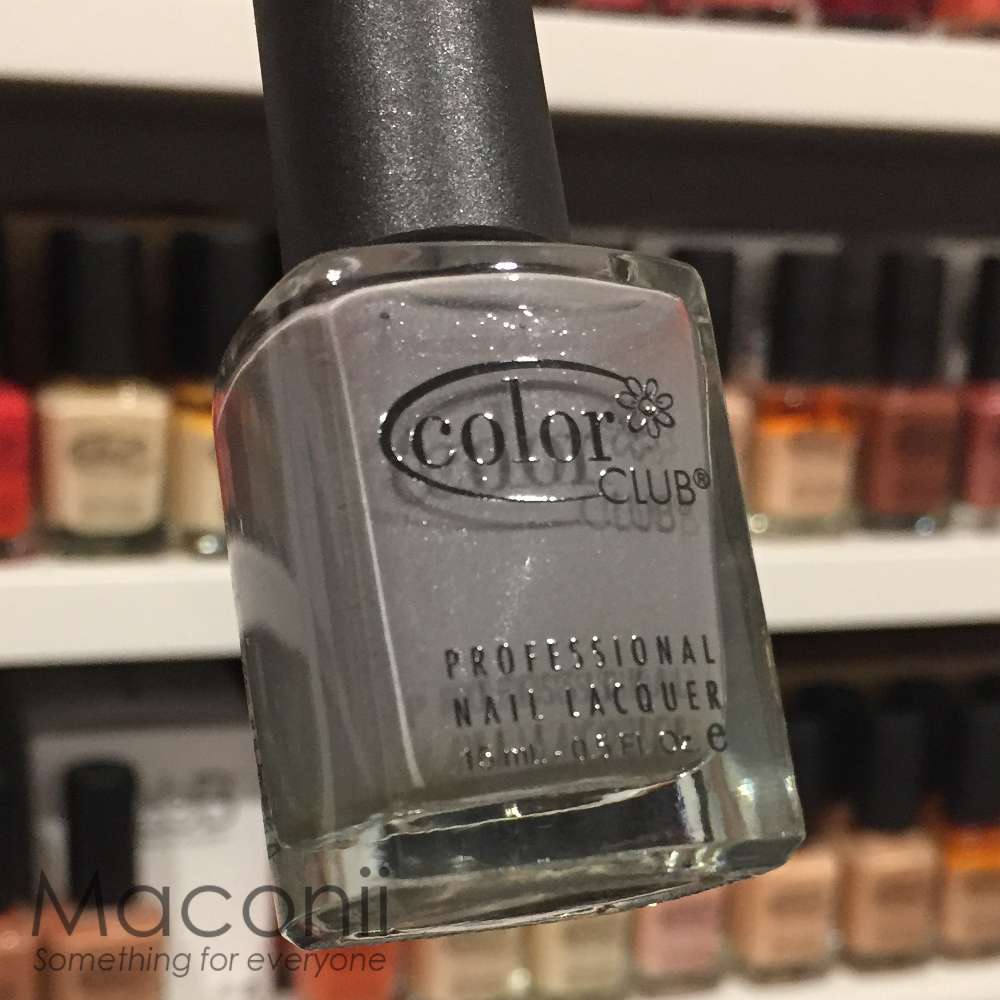 color
CLUB®
PROFESSIONAL
NAIL LACQUER
15 mL - 0.5 Fl. Oz. e
Maconii
Something for everyone